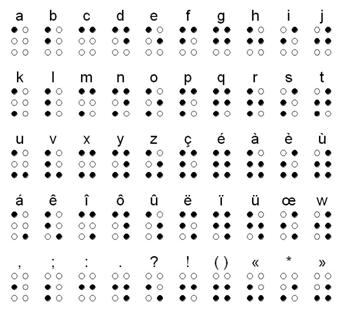 a b c d e f g h i j
k l m n o p q r s t
u v x y z ç é à è ù
á ê î ô û ë ï ü œ w
, ; : . ? ! ( ) « * »